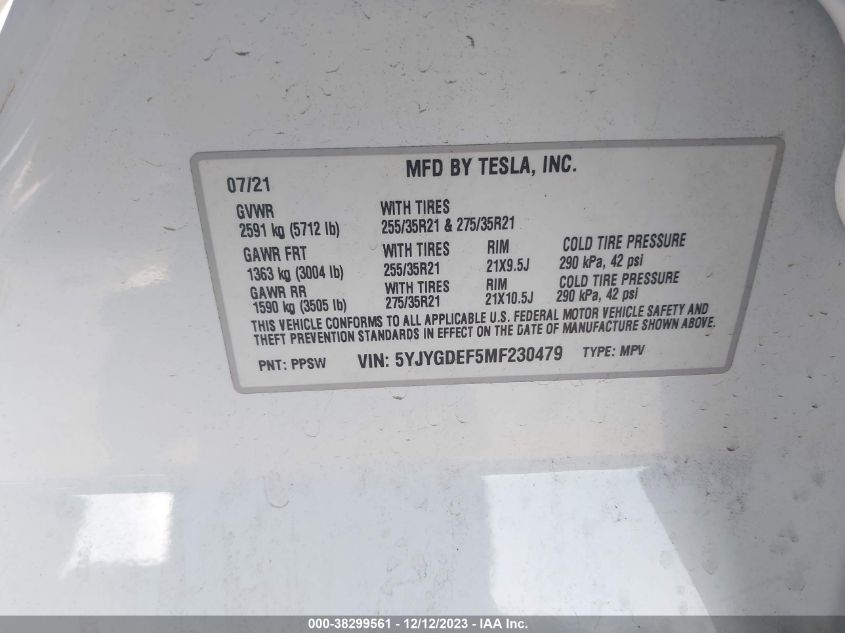 MFD BY TESLA, INC.
07/21
GVWR WITH TIRES
2591 kg (5712 lb) 255/35R21 & 275/35R21
GAWR FRT WITH TIRES RIM COLD TIRE PRESSURE
1363 kg (3004 lb) 255/35R21 21X9.5J 290 kPa, 42 psi
GAWR RR WITH TIRES RIM COLD TIRE PRESSURE
1590 kg (3505 lb) 275/35R21 21X10.5J 290 kPa, 42 psi
THIS VEHICLE CONFORMS TO ALL APPLICABLE U.S. FEDERAL MOTOR VEHICLE SAFETY AND
THEFT PREVENTION STANDARDS IN EFFECT ON THE DATE OF MANUFACTURE SHOWN ABOVE.
PNT: PPSW VIN: 5YJYGDEF5MF230479 TYPE: MPV
000-38299561 - 12/12/2023 - IAA Inc.